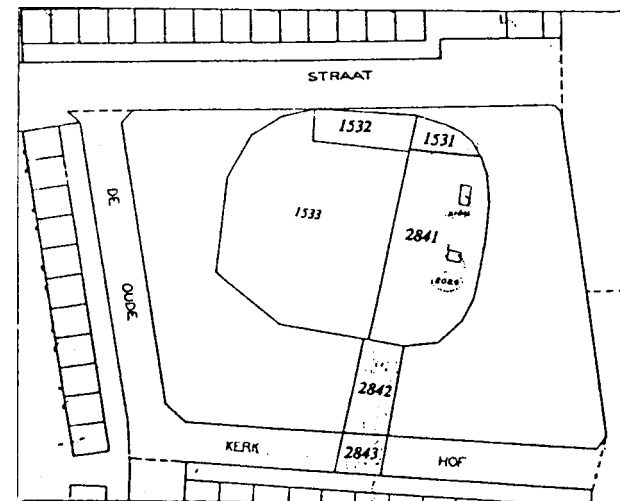 STRAAT
1532
1531
DE
1533
2841
OUDE
2842
KERK
2843
HOF